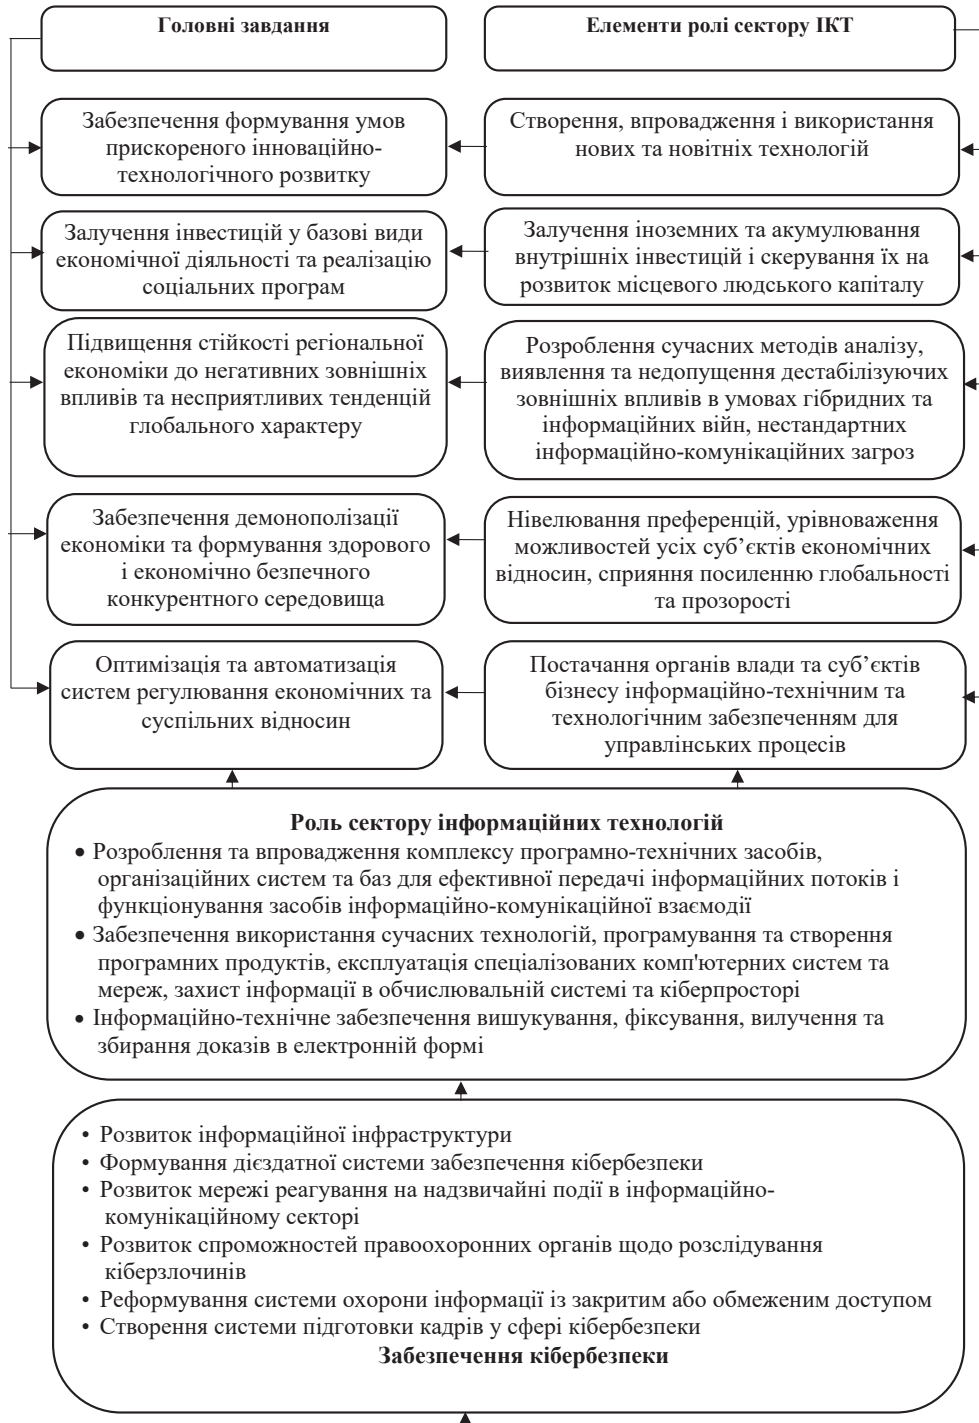 Головні завдання
Елементи ролі сектору ІКТ
Забезпечення формування умов
прискореного інноваційно-
технологічного розвитку
Створення, впровадження і використання
нових та новітніх технологій
Залучення інвестицій у базові види
економічної діяльності та реалізацію
соціальних програм
Залучення іноземних та акумулювання
внутрішніх інвестицій і скерування їх на
розвиток місцевого людського капіталу
Підвищення стійкості регіональної
економіки до негативних зовнішніх
впливів та несприятливих тенденцій
глобального характеру
Розроблення сучасних методів аналізу,
виявлення та недопущення дестабілізуючих
зовнішніх впливів в умовах гібридних та
інформаційних війн, нестандартних
інформаційно-комунікаційних загроз
Забезпечення демонополізації
економіки та формування здорового
і економічно безпечного
конкурентного середовища
Нівелювання преференцій, урівноваження
можливостей усіх суб’єктів економічних
відносин, сприяння посиленню глобальності
та прозорості
Оптимізація та автоматизація
систем регулювання економічних та
суспільних відносин
Постачання органів влади та суб’єктів
бізнесу інформаційно-технічним та
технологічним забезпеченням для
управлінських процесів
Роль сектору інформаційних технологій
• Розроблення та впровадження комплексу програмно-технічних засобів,
організаційних систем та баз для ефективної передачі інформаційних потоків і
функціонування засобів інформаційно-комунікаційної взаємодії
• Забезпечення використання сучасних технологій, програмування та створення
програмних продуктів, експлуатація спеціалізованих комп'ютерних систем та
мереж, захист інформації в обчислювальній системі та кіберпросторі
• Інформаційно-технічне забезпечення вишукування, фіксування, вилучення та
збирання доказів в електронній формі
• Розвиток інформаційної інфраструктури
• Формування дієздатної системи забезпечення кібербезпеки
• Розвиток мережі реагування на надзвичайні події в інформаційно-
комунікаційному секторі
• Розвиток спроможностей правоохоронних органів щодо розслідування
кіберзлочинів
• Реформування системи охорони інформації із закритим або обмеженим доступом
• Створення системи підготовки кадрів у сфері кібербезпеки
Забезпечення кібербезпеки